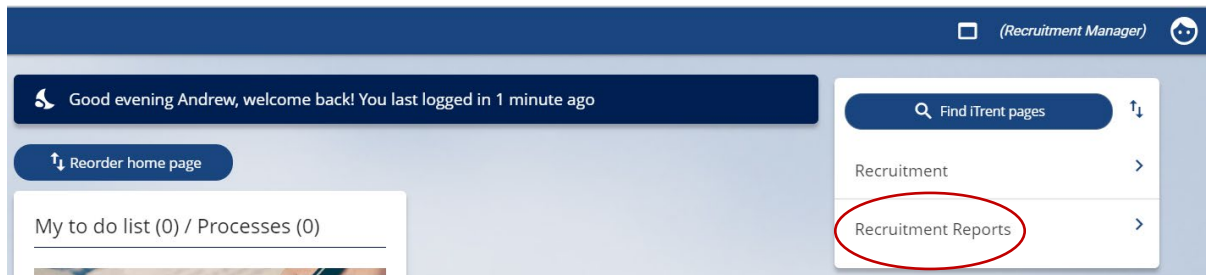 (Recruitment Manager)
Good evening Andrew, welcome back! You last logged in 1 minute ago
Find iTrent pages
Reorder home page
Recruitment
My to do list (0) / Processes (0)
Recruitment Reports